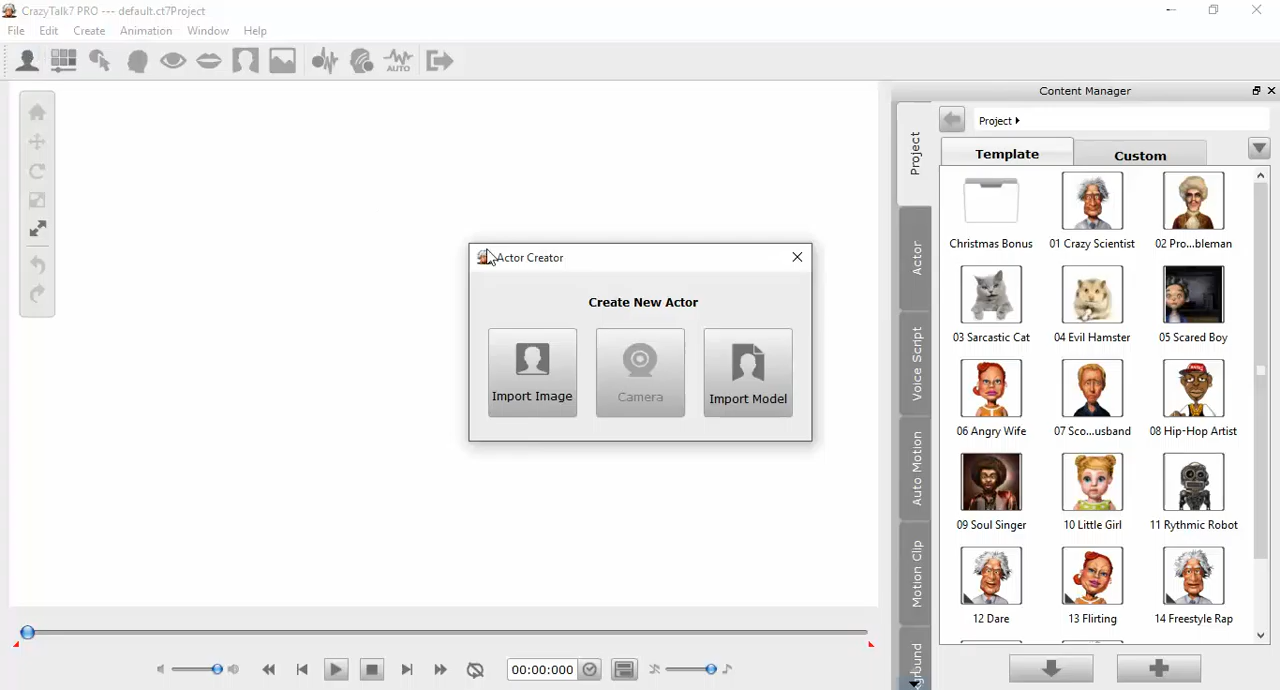 CrazyTalk7 PRO --- default.ct7Project
File Edit Create Animation Window Help
AUTO
Content Manager
Project
Template Custom
Project
Actor
Voice Script
Auto Motion
Motion Clip
Christmas Bonus 01 Crazy Scientist 02 Pro...bleman
03 Sarcastic Cat 04 Evil Hamster 05 Scared Boy
06 Angry Wife 07 Sco...usband 08 Hip-Hop Artist
09 Soul Singer 10 Little Girl 11 Rythmic Robot
12 Dare 13 Flirting 14 Freestyle Rap
Actor Creator
Create New Actor
Import Image Camera Import Model
00:00:000